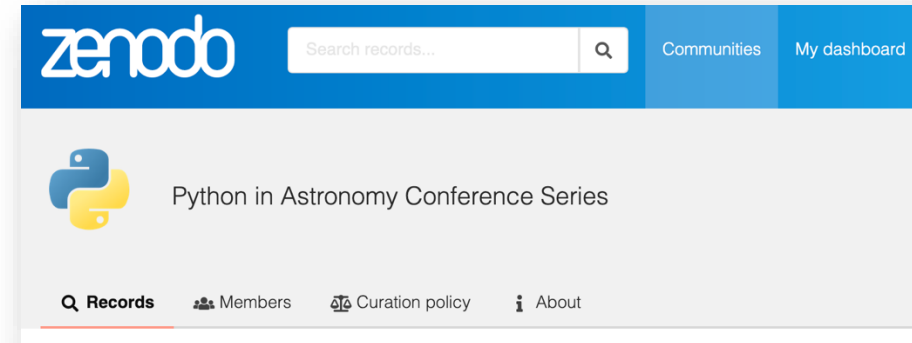 zenodo
Search records...
Communities
My dashboard
Python in Astronomy Conference Series
Records
Members
Curation policy
About